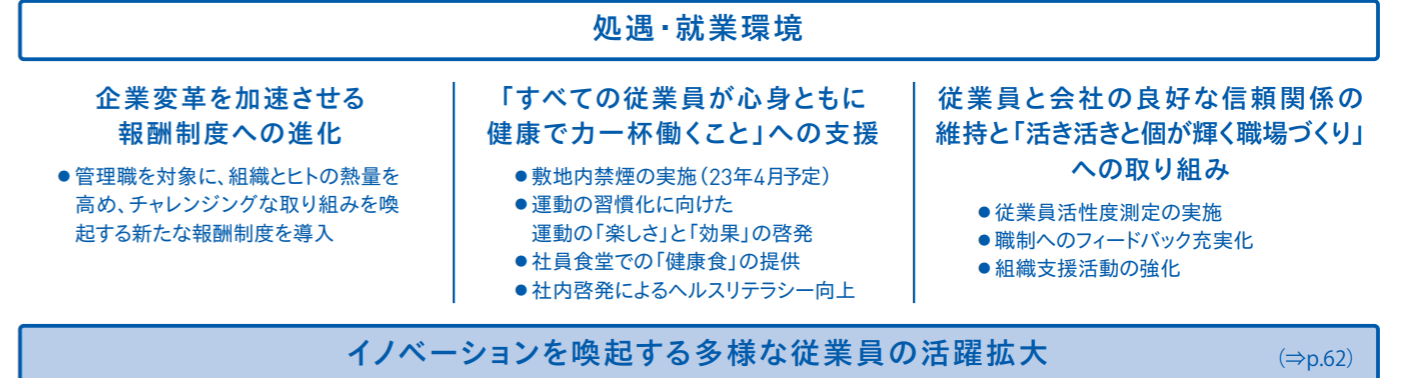 処遇・就業環境
企業変革を加速させる
報酬制度への進化
●管理職を対象に、組織とヒトの熱量を
高め、チャレンジングな取り組みを喚
起する新たな報酬制度を導入
「すべての従業員が心身ともに
健康で力一杯働くこと」への支援
●敷地内禁煙の実施（23年4月予定）
●運動の習慣化に向けた
運動の「楽しさ」と「効果」の啓発
●社員食堂での「健康食」の提供
●社内啓発によるヘルスリテラシー向上
従業員と会社の良好な信頼関係の
維持と「活き活きと個が輝く職場づくり」
への取り組み
●従業員活性度測定の実施
●職制へのフィードバック充実化
●組織支援活動の強化
イノベーションを喚起する多様な従業員の活躍拡大 （⇒p.62）